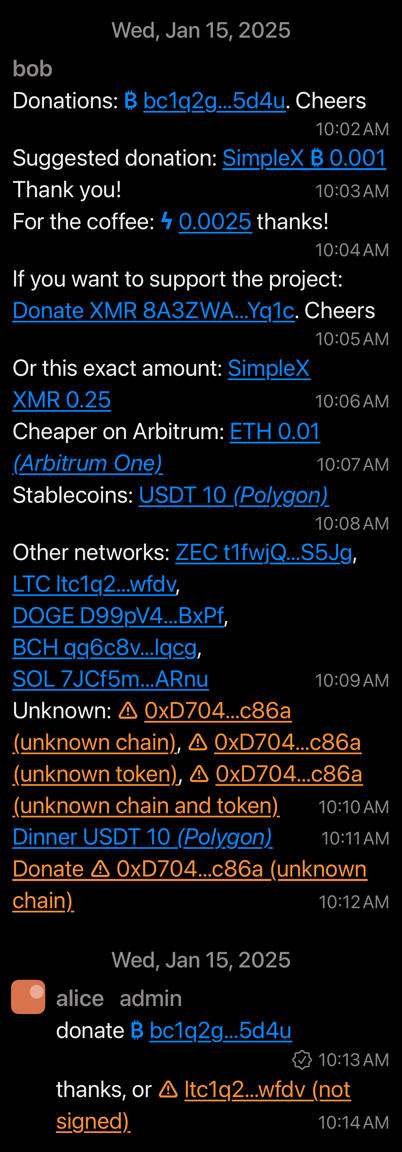 Wed, Jan 15, 2025
bob
Donations: ₿ bc1q2g...5d4u. Cheers
10:02 AM
Suggested donation: SimpleX ₿ 0.001
Thank you! 10:03 AM
For the coffee: ϟ 0.0025 thanks!
10:04 AM
If you want to support the project:
Donate XMR 8A3ZWA...Yq1c. Cheers
10:05 AM
Or this exact amount: SimpleX
XMR 0.25 10:06 AM
Cheaper on Arbitrum: ETH 0.01
(Arbitrum One) 10:07 AM
Stablecoins: USDT 10 (Polygon)
10:08 AM
Other networks: ZEC t1fwjQ...S5Jg,
LTC ltc1q2...wfdv,
DOGE D99pV4...BxPf,
BCH qq6c8v...lqcg,
SOL 7JCf5m...ARnu 10:09 AM
Unknown: ⚠ 0xD704...c86a
(unknown chain), ⚠ 0xD704...c86a
(unknown token), ⚠ 0xD704...c86a
(unknown chain and token) 10:10 AM
Dinner USDT 10 (Polygon) 10:11 AM
Donate ⚠ 0xD704...c86a (unknown
chain) 10:12 AM
Wed, Jan 15, 2025
alice admin
donate ₿ bc1q2g...5d4u
10:13 AM
thanks, or ⚠ ltc1q2...wfdv (not
signed) 10:14 AM